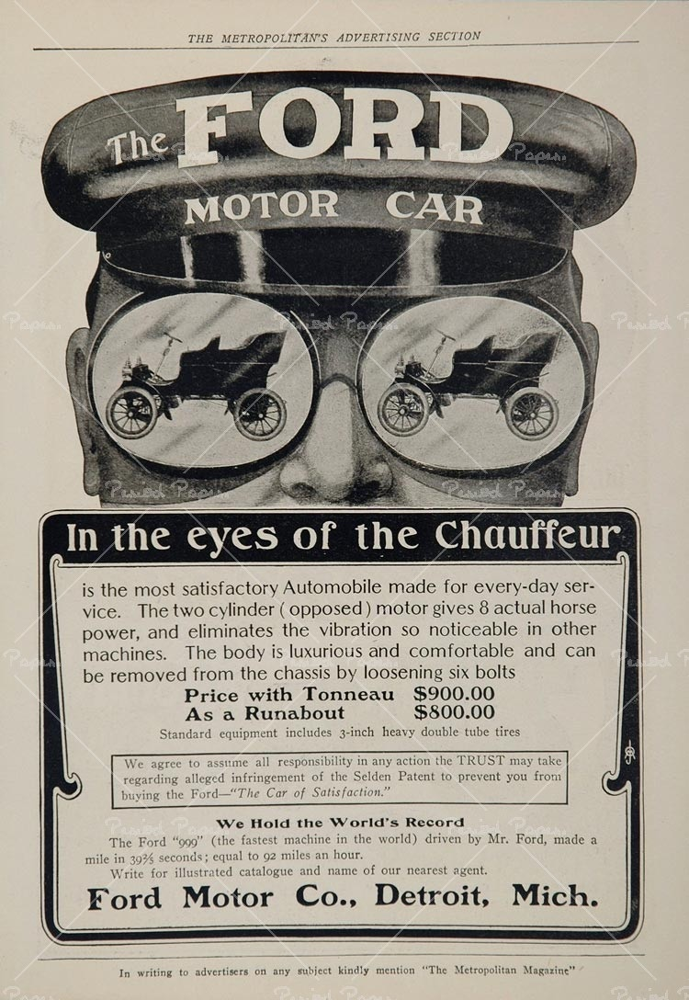 THE METROPOLITAN'S ADVERTISING SECTION
The FORD
MOTOR CAR
In the eyes of the Chauffeur
is the most satisfactory Automobile made for every-day ser-
vice. The two cylinder (opposed) motor gives 8 actual horse
power, and eliminates the vibration so noticeable in other
machines. The body is luxurious and comfortable and can
be removed from the chassis by loosening six bolts
Price with Tonneau $900.00
As a Runabout $800.00
Standard equipment includes 3-inch heavy double tube tires
We agree to assume all responsibility in any action the TRUST may take
regarding alleged infringement of the Selden Patent to prevent you from
buying the Ford—"The Car of Satisfaction."
We Hold the World's Record
The Ford "999" (the fastest machine in the world) driven by Mr. Ford, made a
mile in 39⅖ seconds; equal to 92 miles an hour.
Write for illustrated catalogue and name of our nearest agent.
Ford Motor Co., Detroit, Mich.
In writing to advertisers on any subject kindly mention "The Metropolitan Magazine"
Period Paper.